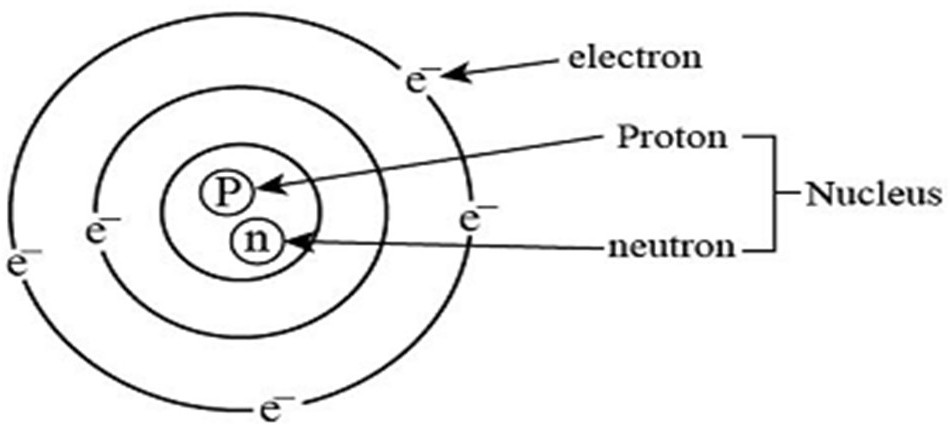 e⁻ electron
Proton
P
Nucleus
e⁻
e⁻
n
neutron
e⁻
e⁻